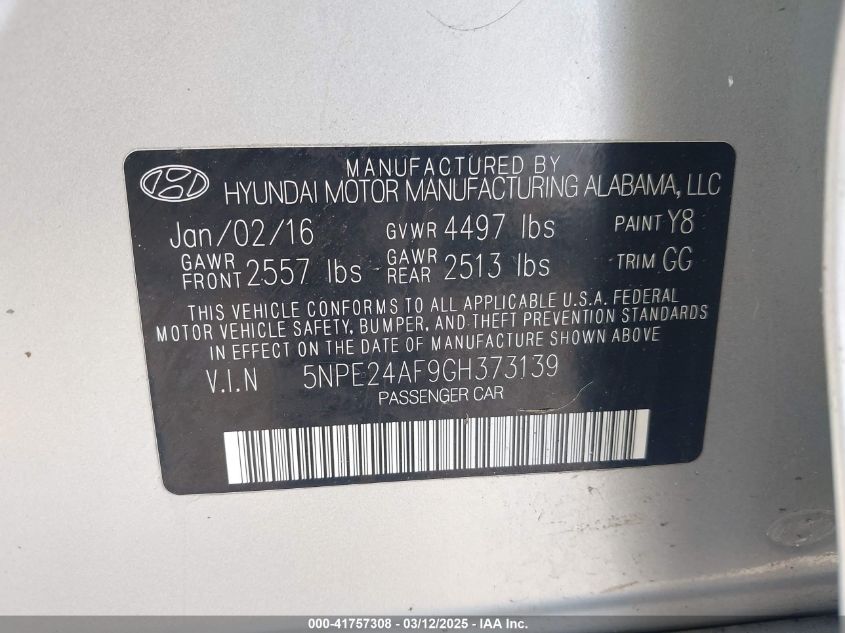 MANUFACTURED BY
HYUNDAI MOTOR MANUFACTURING ALABAMA, LLC
Jan/02/16 GVWR 4497 lbs PAINT Y8
GAWR FRONT 2557 lbs GAWR REAR 2513 lbs TRIM GG
THIS VEHICLE CONFORMS TO ALL APPLICABLE U.S.A. FEDERAL
MOTOR VEHICLE SAFETY, BUMPER, AND THEFT PREVENTION STANDARDS
IN EFFECT ON THE DATE OF MANUFACTURE SHOWN ABOVE.
V.I.N 5NPE24AF9GH373139
PASSENGER CAR
000-41757308 - 03/12/2025 - IAA Inc.